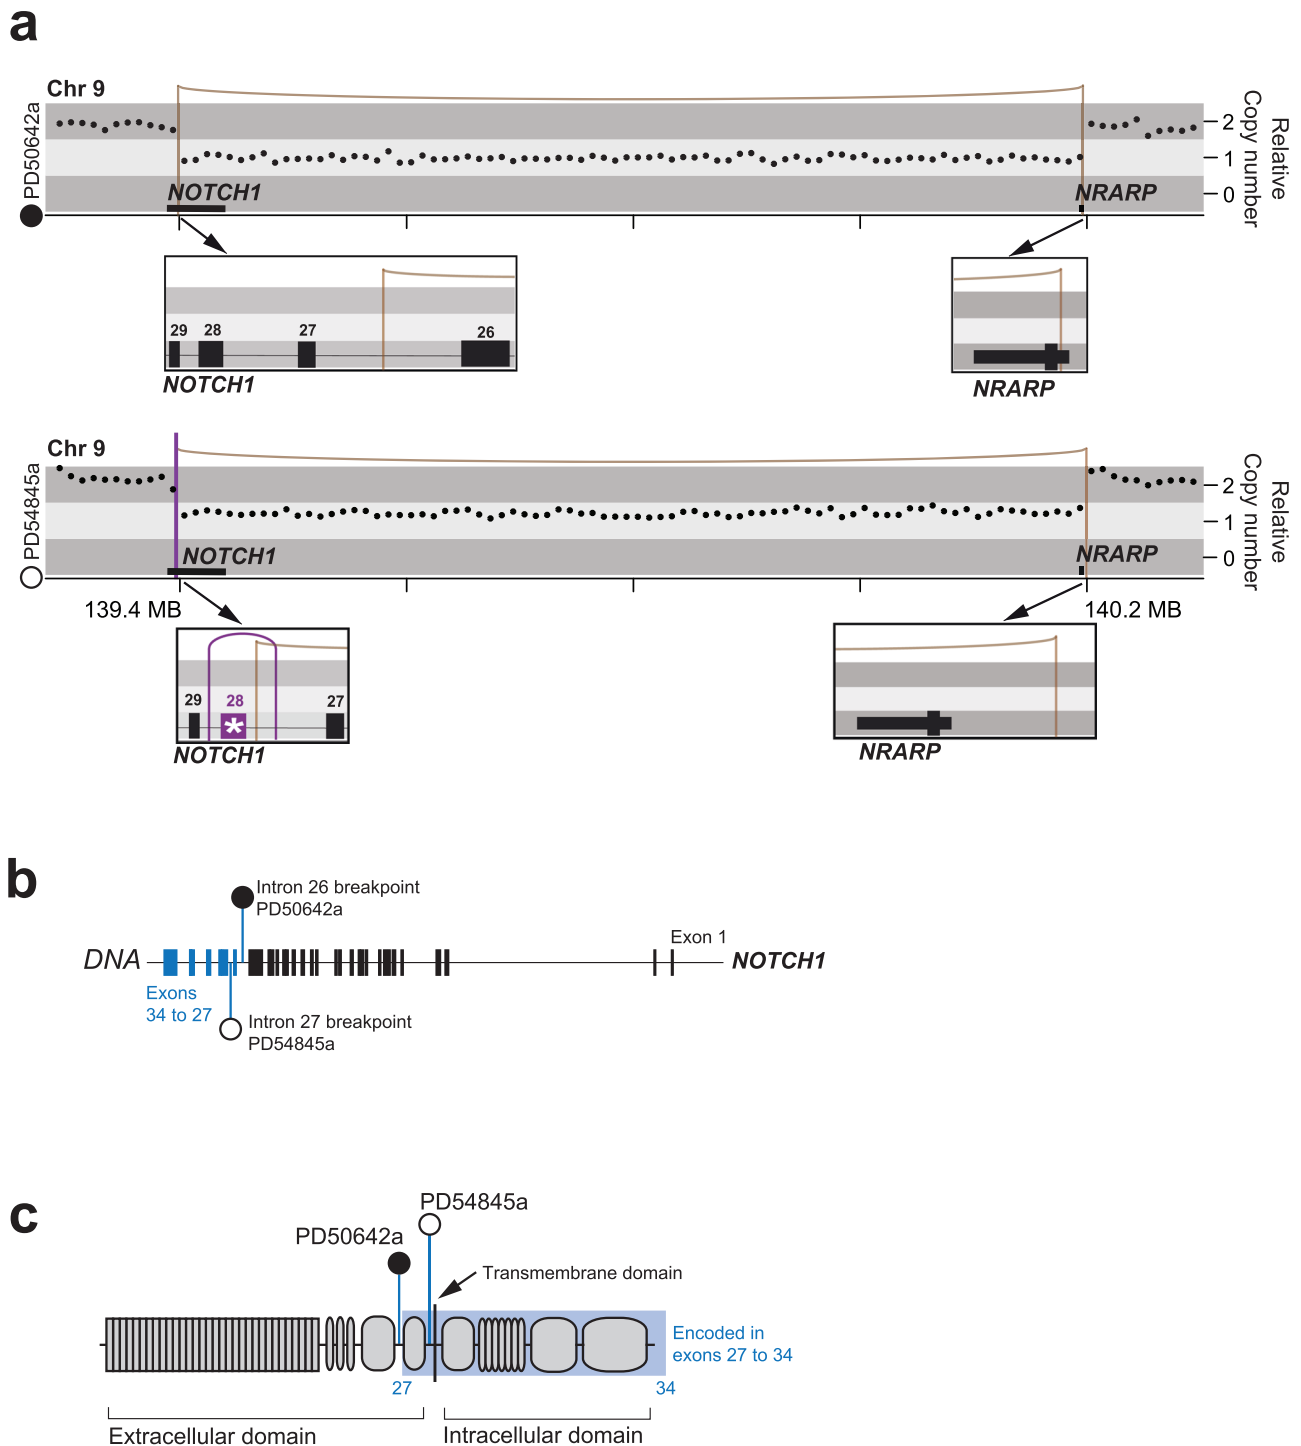 a
Chr 9
PD50642a
2
1
0
Relative
Copy number
NOTCH1
NRARP
29 28 27 26
NOTCH1
NRARP
Chr 9
PD54845a
2
1
0
Relative
Copy number
NOTCH1
NRARP
139.4 MB
140.2 MB
29 28 27
*
NOTCH1
NRARP
b
Intron 26 breakpoint
PD50642a
Exon 1
DNA
NOTCH1
Exons
34 to 27
Intron 27 breakpoint
PD54845a
c
PD54845a
PD50642a
Transmembrane domain
Encoded in
exons 27 to 34
27
34
Extracellular domain
Intracellular domain